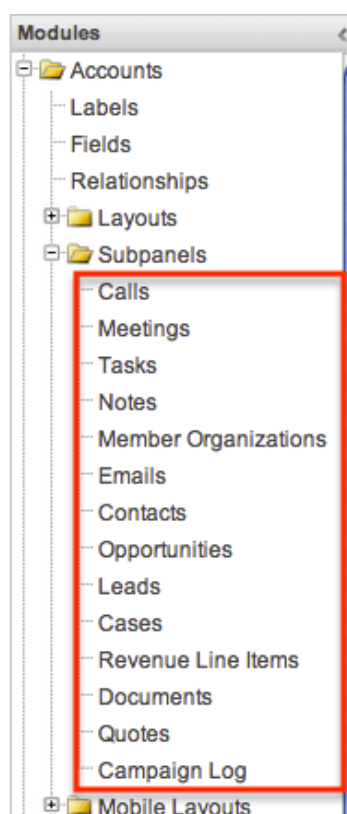 Modules
Accounts
Labels
Fields
Relationships
Layouts
Subpanels
Calls
Meetings
Tasks
Notes
Member Organizations
Emails
Contacts
Opportunities
Leads
Cases
Revenue Line Items
Documents
Quotes
Campaign Log
Mobile Layouts